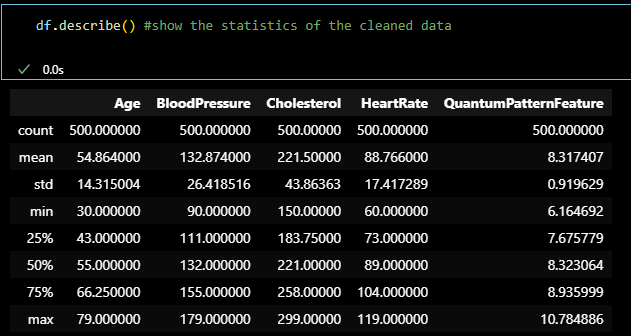 df.describe() #show the statistics of the cleaned data
0.0s
Age BloodPressure Cholesterol HeartRate QuantumPatternFeature
count 500.000000 500.000000 500.00000 500.000000 500.000000
mean 54.864000 132.874000 221.50000 88.766000 8.317407
std 14.315004 26.418516 43.86363 17.417289 0.919629
min 30.000000 90.000000 150.00000 60.000000 6.164692
25% 43.000000 111.000000 183.75000 73.000000 7.675779
50% 55.000000 132.000000 221.00000 89.000000 8.323064
75% 66.250000 155.000000 258.00000 104.000000 8.935999
max 79.000000 179.000000 299.00000 119.000000 10.784886